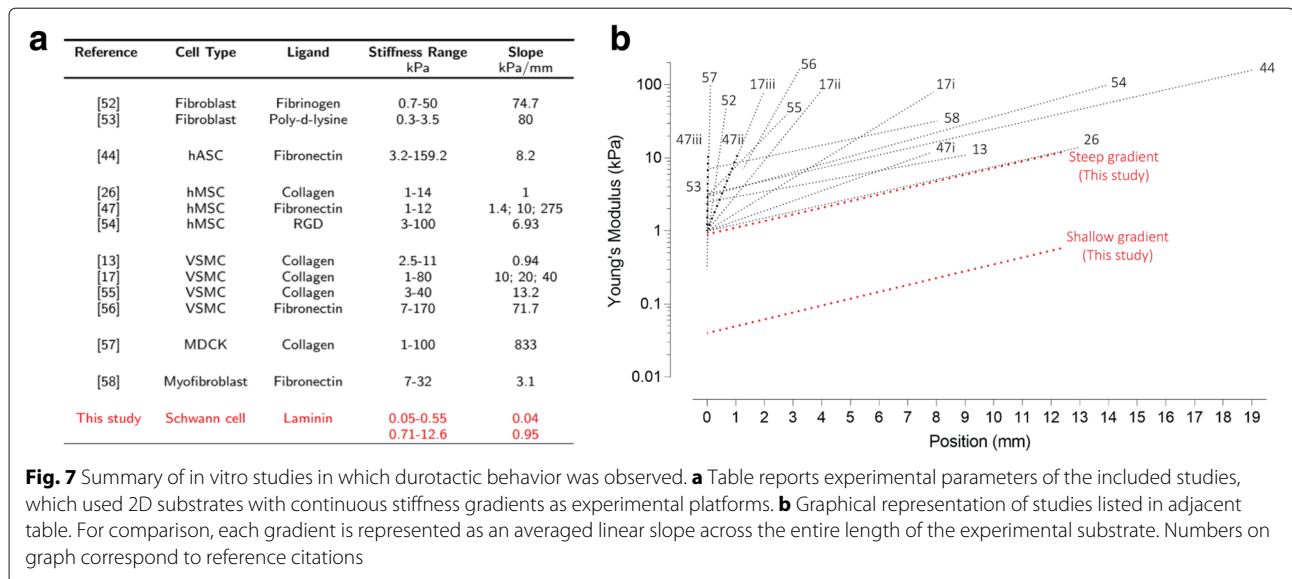 a
Reference Cell Type Ligand Stiffness Range Slope
kPa kPa/mm
[52] Fibroblast Fibrinogen 0.7-50 74.7
[53] Fibroblast Poly-d-lysine 0.3-3.5 80
[44] hASC Fibronectin 3.2-159.2 8.2
[26] hMSC Collagen 1-14 1
[47] hMSC Fibronectin 1-12 1.4; 10; 275
[54] hMSC RGD 3-100 6.93
[13] VSMC Collagen 2.5-11 0.94
[17] VSMC Collagen 1-80 10; 20; 40
[55] VSMC Collagen 3-40 13.2
[56] VSMC Fibronectin 7-170 71.7
[57] MDCK Collagen 1-100 833
[58] Myofibroblast Fibronectin 7-32 3.1
This study Schwann cell Laminin 0.05-0.55 0.04
0.71-12.6 0.95
b
Young's Modulus (kPa)
100
10
1
0.1
0.01
57
56
52
17iii
17ii
55
17i
58
54
44
47iii
47ii
47i
13
26
53
Steep gradient
(This study)
Shallow gradient
(This study)
0 1 2 3 4 5 6 7 8 9 10 11 12 13 14 15 16 17 18 19
Position (mm)
Fig. 7 Summary of in vitro studies in which durotactic behavior was observed. a Table reports experimental parameters of the included studies,
which used 2D substrates with continuous stiffness gradients as experimental platforms. b Graphical representation of studies listed in adjacent
table. For comparison, each gradient is represented as an averaged linear slope across the entire length of the experimental substrate. Numbers on
graph correspond to reference citations